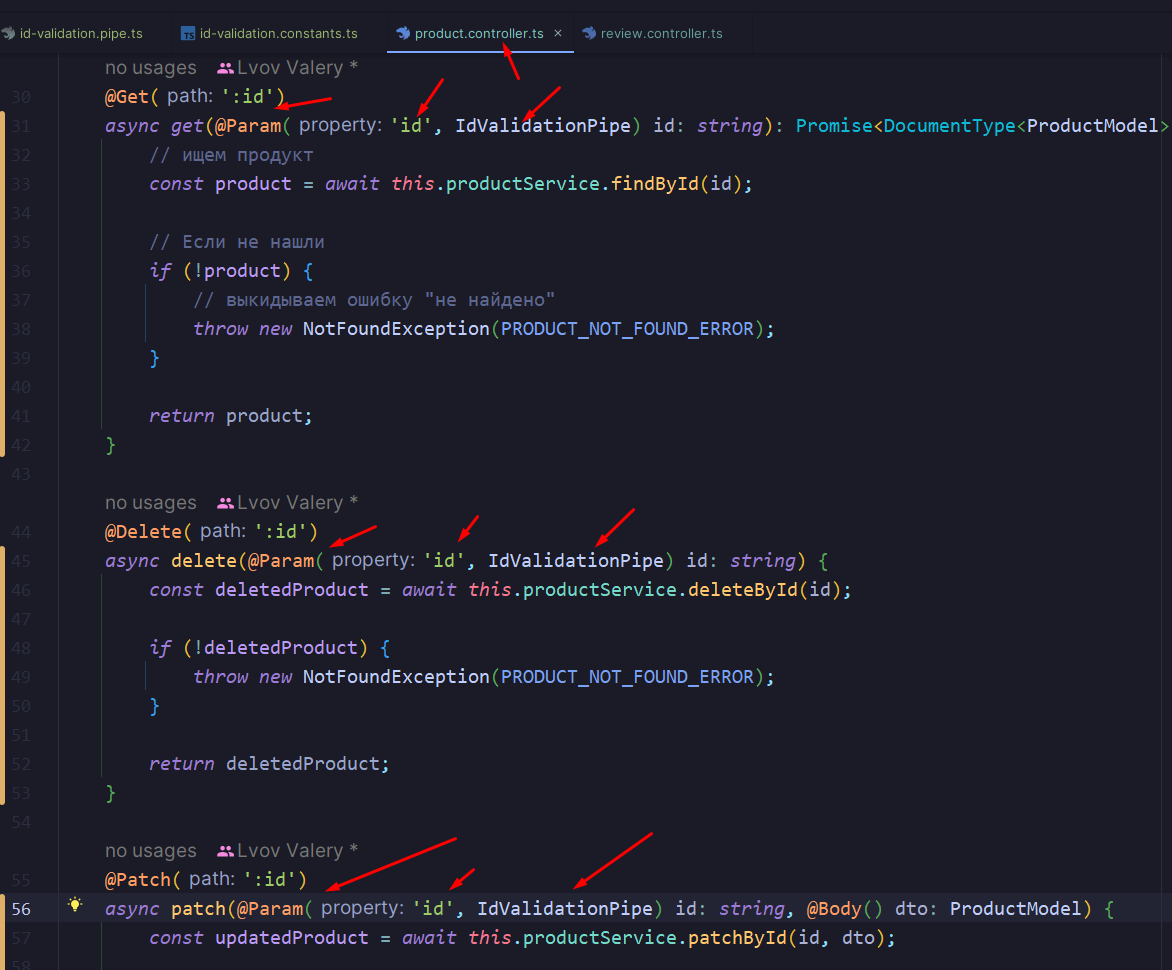 id-validation.pipe.ts TS id-validation.constants.ts product.controller.ts × review.controller.ts
no usages Lvov Valery *
30 @Get( path: ':id')
31 async get(@Param( property: 'id', IdValidationPipe) id: string): Promise<DocumentType<ProductModel>
32 // ищем продукт
33 const product = await this.productService.findById(id);
34
35 // Если не нашли
36 if (!product) {
37 // выкидываем ошибку "не найдено"
38 throw new NotFoundException(PRODUCT_NOT_FOUND_ERROR);
39 }
40
41 return product;
42 }
43
no usages Lvov Valery *
44 @Delete( path: ':id')
45 async delete(@Param( property: 'id', IdValidationPipe) id: string) {
46 const deletedProduct = await this.productService.deleteById(id);
47
48 if (!deletedProduct) {
49 throw new NotFoundException(PRODUCT_NOT_FOUND_ERROR);
50 }
51
52 return deletedProduct;
53 }
54
no usages Lvov Valery *
55 @Patch( path: ':id')
56 async patch(@Param( property: 'id', IdValidationPipe) id: string, @Body() dto: ProductModel) {
57 const updatedProduct = await this.productService.patchById(id, dto);
58